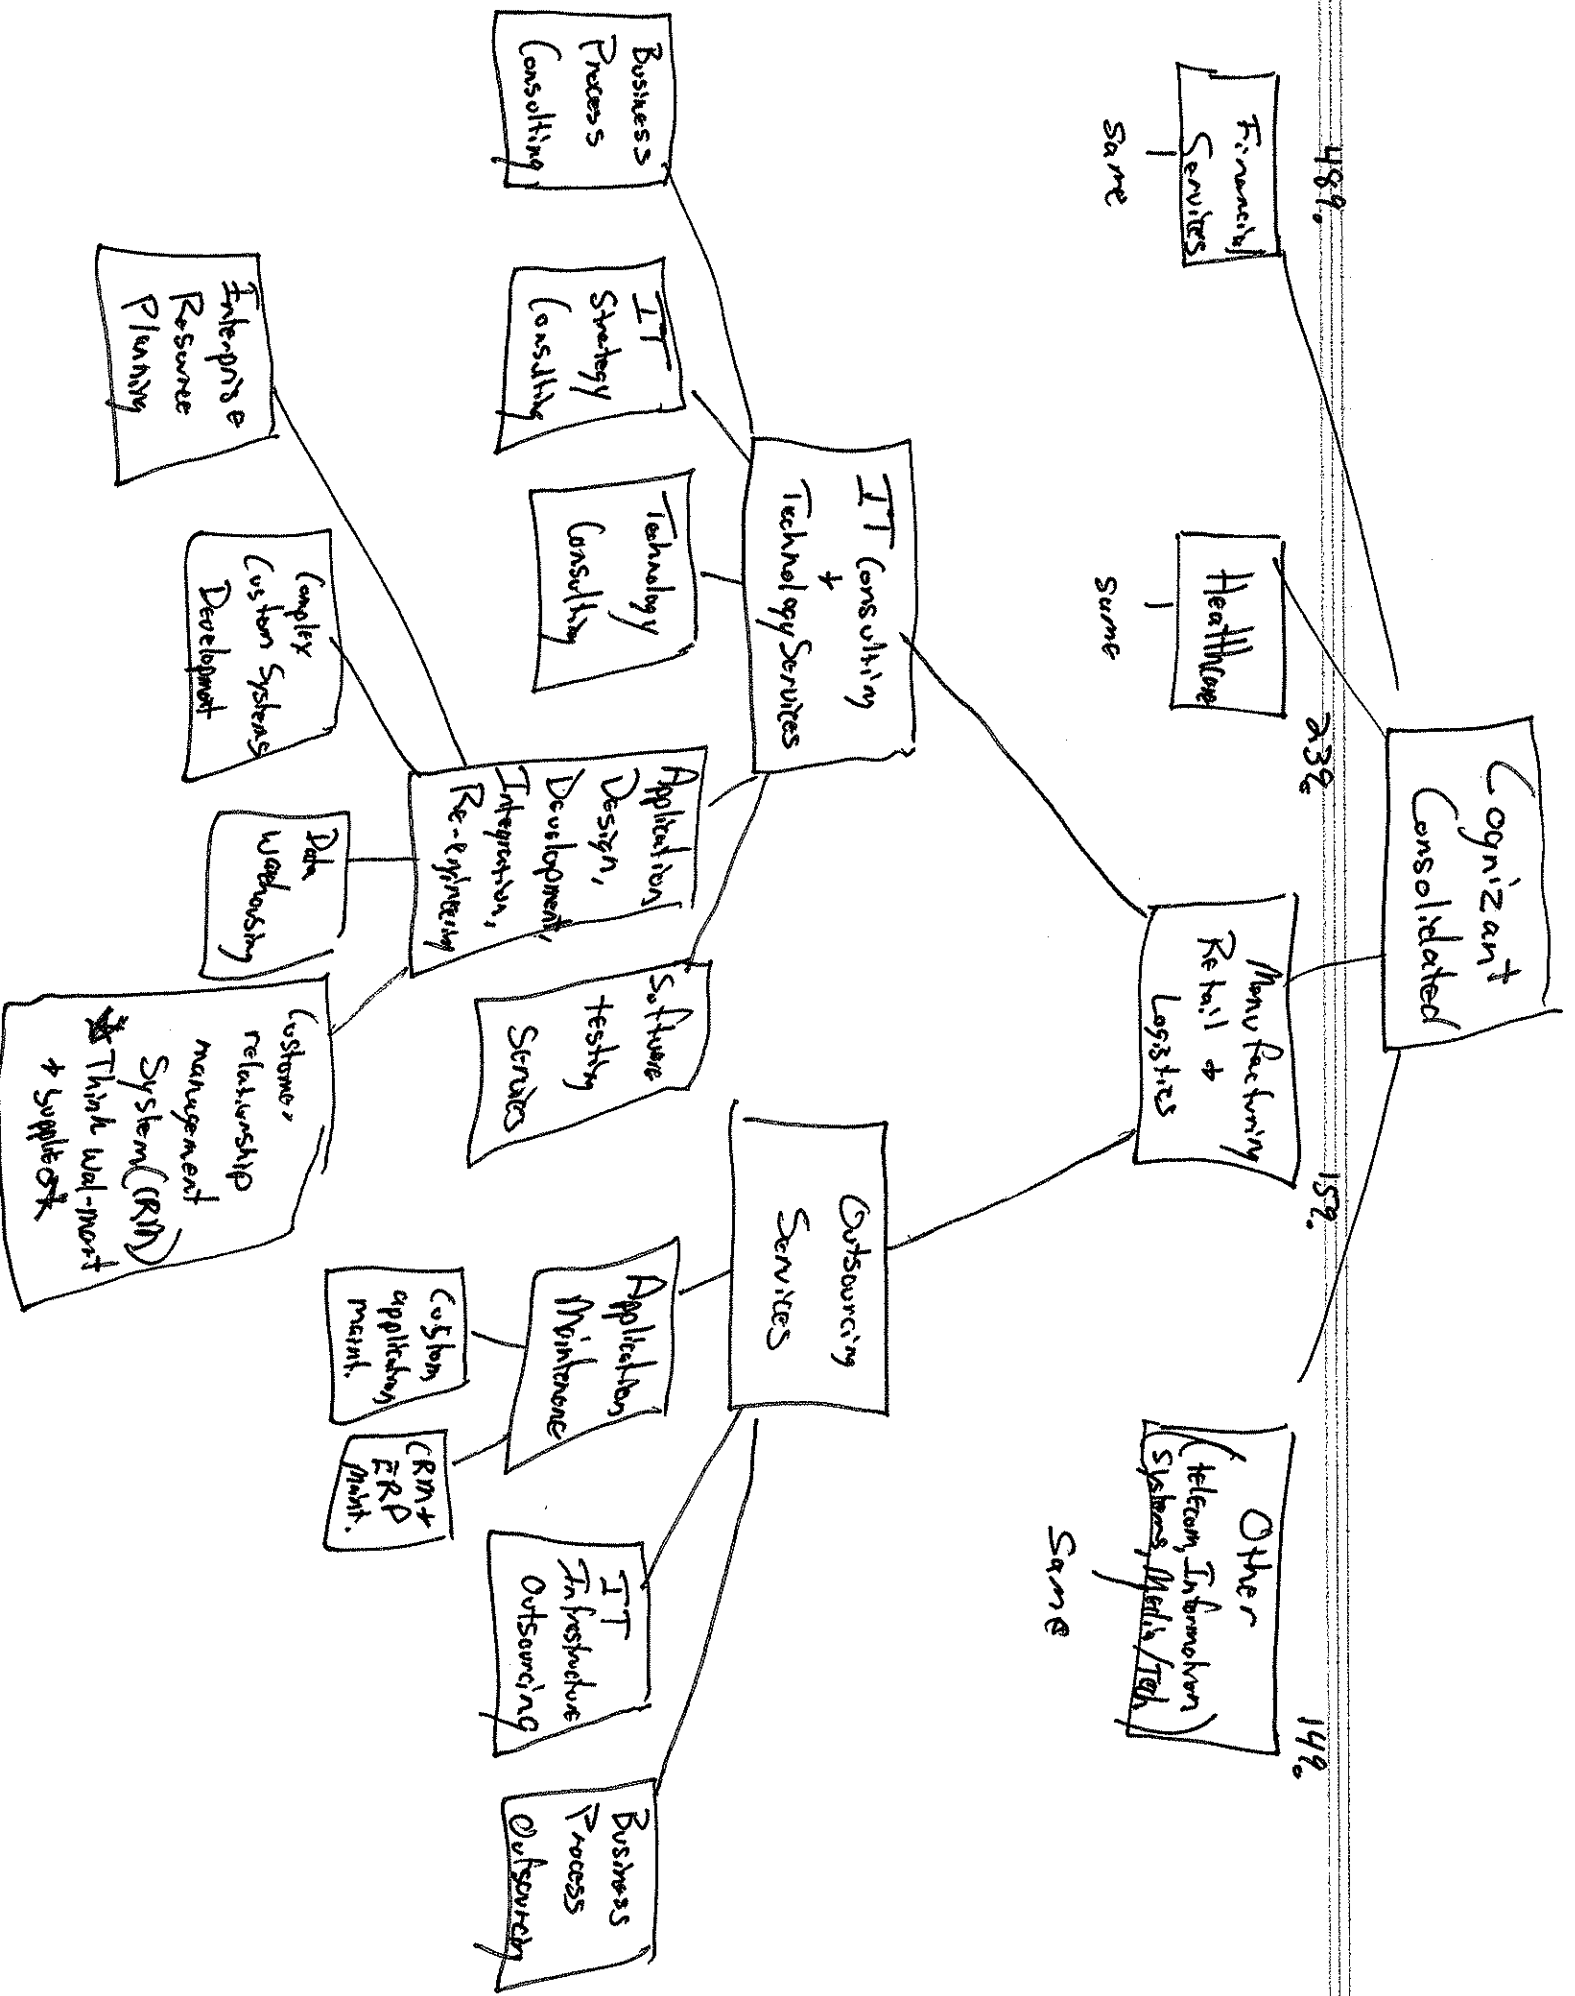 Cognizant
Consolidated
48%
23%
15%
14%
Financial
Services
same
Healthcare
same
Manufacturing
Retail +
Logistics
Other
(telecom, Information
systems, Media/Tech)
Same
IT Consulting
+
Technology Services
Outsourcing
Services
Business
Process
Consulting
IT
Strategy
Consulting
Technology
Consulting
Application
Design,
Development,
Integration,
Re-enginering
Software
testing
Services
Application
Maintenance
IT
Infrastructure
Outsourcing
Business
Process
Outsourcing
Enterprise
Resource
Planning
Complex
Custom Systems
Development
Data
Warehousing
Customer
relationship
management
System (CRM)
Think Wal-mart
+ supplier
Custom
application
maint.
CRM +
ERP
maint.